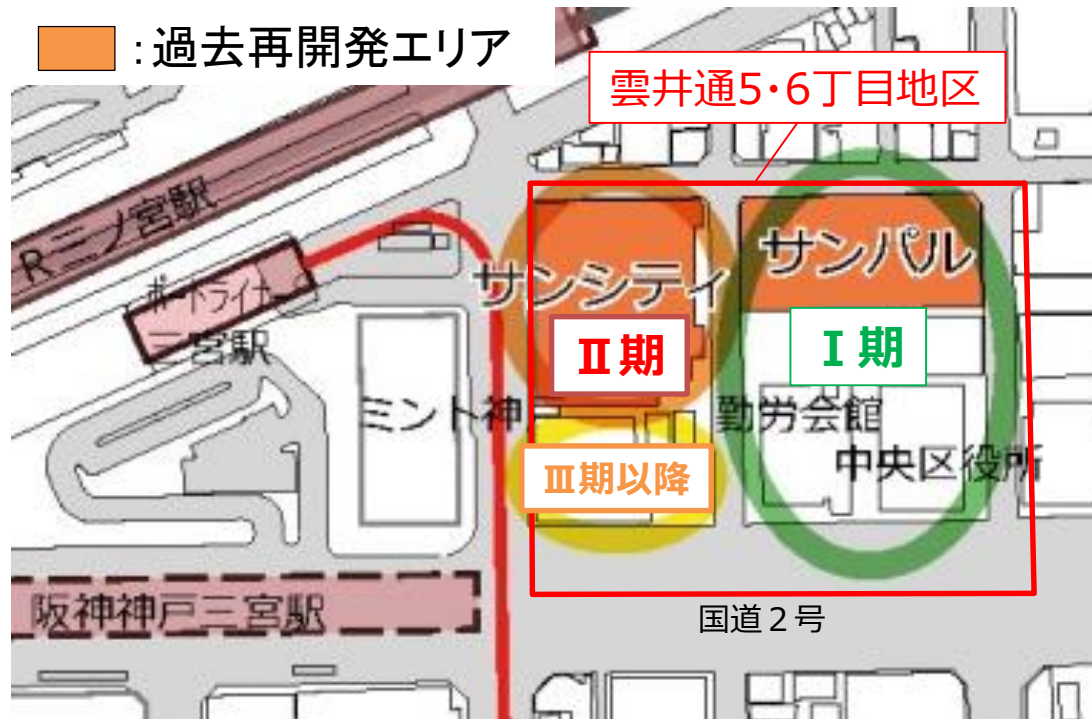 :過去再開発エリア
雲井通5・6丁目地区
R三ノ宮駅
ポートライナー
三宮駅
サンシティ
サンパル
Ⅱ期
Ⅰ期
ミント神戸
勤労会館
Ⅲ期以降
中央区役所
阪神神戸三宮駅
国道2号